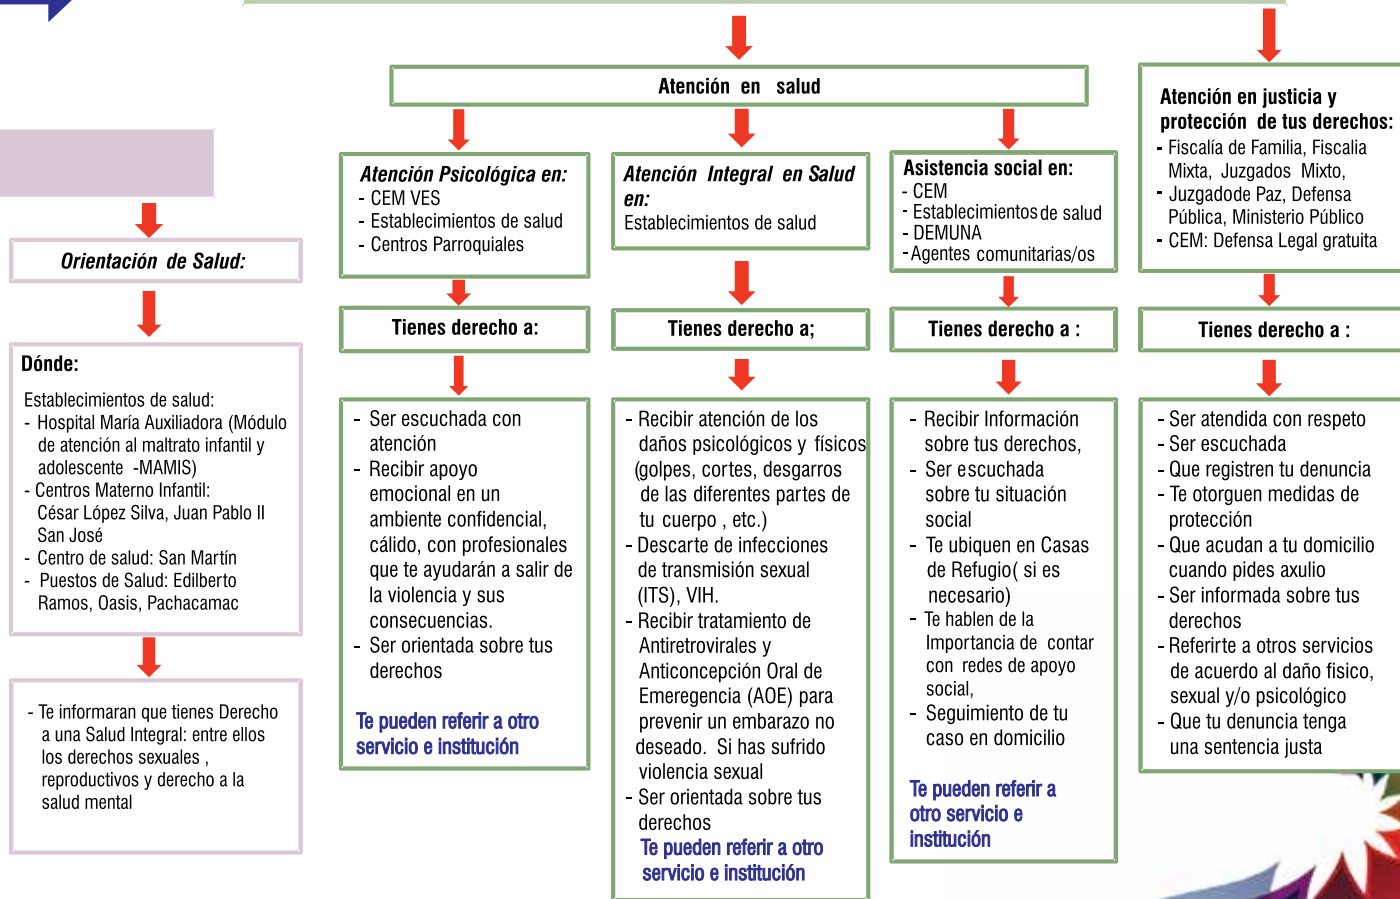 Atención en salud
Orientación de Salud:
Dónde:
Establecimientos de salud:
- Hospital María Auxiliadora (Módulo
de atención al maltrato infantil y
adolescente -MAMIS)
- Centros Materno Infantil:
César López Silva, Juan Pablo II
San José
- Centro de salud: San Martín
- Puestos de Salud: Edilberto
Ramos, Oasis, Pachacamac
- Te informaran que tienes Derecho
a una Salud Integral: entre ellos
los derechos sexuales ,
reproductivos y derecho a la
salud mental
Atención Psicológica en:
- CEM VES
- Establecimientos de salud
- Centros Parroquiales
Tienes derecho a:
- Ser escuchada con
atención
- Recibir apoyo
emocional en un
ambiente confidencial,
cálido, con profesionales
que te ayudarán a salir de
la violencia y sus
consecuencias.
- Ser orientada sobre tus
derechos
Te pueden referir a otro
servicio e institución
Atención Integral en Salud
en:
Establecimientos de salud
Tienes derecho a;
- Recibir atención de los
daños psicológicos y físicos
(golpes, cortes, desgarros
de las diferentes partes de
tu cuerpo , etc.)
- Descarte de infecciones
de transmisión sexual
(ITS), VIH.
- Recibir tratamiento de
Antiretrovirales y
Anticoncepción Oral de
Emeregencia (AOE) para
prevenir un embarazo no
deseado. Si has sufrido
violencia sexual
- Ser orientada sobre tus
derechos
Te pueden referir a otro
servicio e institución
Asistencia social en:
- CEM
- Establecimientos de salud
- DEMUNA
- Agentes comunitarias/os
Tienes derecho a :
- Recibir Información
sobre tus derechos,
- Ser escuchada
sobre tu situación
social
- Te ubiquen en Casas
de Refugio( si es
necesario)
- Te hablen de la
Importancia de contar
con redes de apoyo
social,
- Seguimiento de tu
caso en domicilio
Te pueden referir a
otro servicio e
institución
Atención en justicia y
protección de tus derechos:
- Fiscalía de Familia, Fiscalia
Mixta, Juzgados Mixto,
- Juzgadode Paz, Defensa
Pública, Ministerio Público
- CEM: Defensa Legal gratuita
Tienes derecho a :
- Ser atendida con respeto
- Ser escuchada
- Que registren tu denuncia
- Te otorguen medidas de
protección
- Que acudan a tu domicilio
cuando pides axulio
- Ser informada sobre tus
derechos
- Referirte a otros servicios
de acuerdo al daño fisico,
sexual y/o psicológico
- Que tu denuncia tenga
una sentencia justa